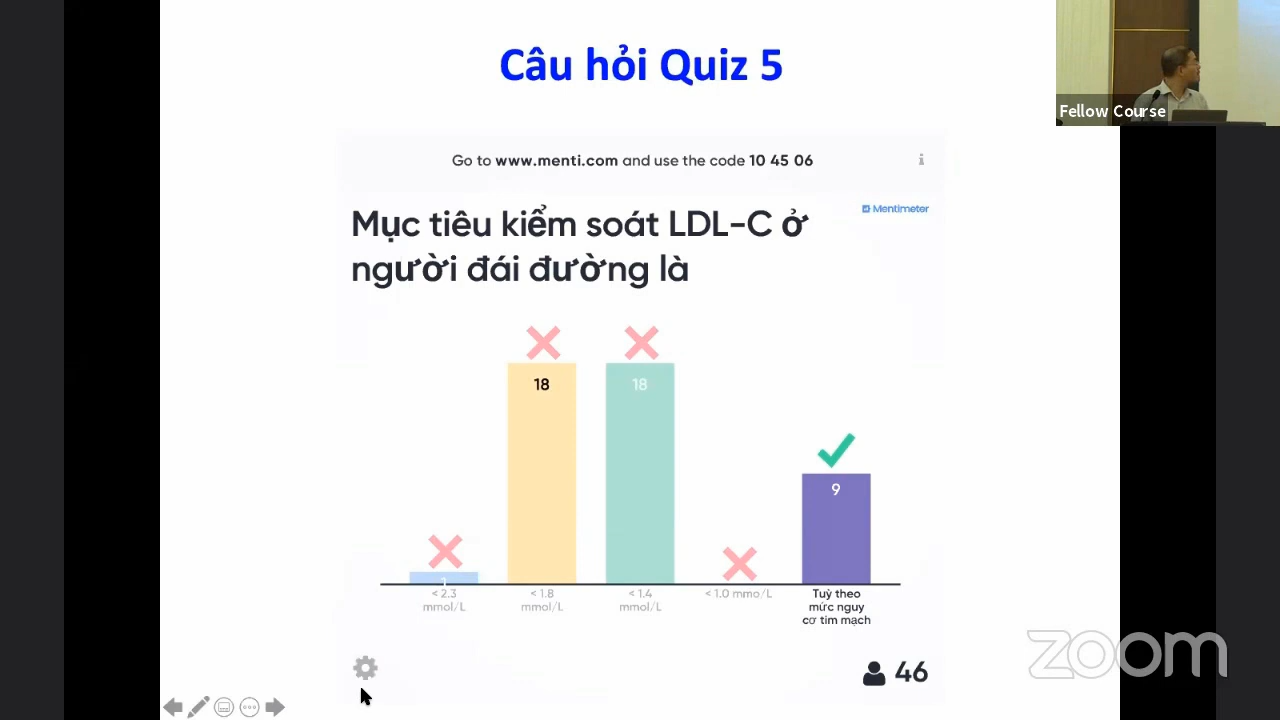 Câu hỏi Quiz 5
Fellow Course
Go to www.menti.com and use the code 10 45 06
i
Mentimeter
Mục tiêu kiểm soát LDL-C ở
người đái đường là
18
18
9
1
< 2.3
mmol/L
< 1.8
mmol/L
< 1.4
mmol/L
< 1.0 mmo/L
Tuỳ theo
mức nguy
cơ tim mạch
46
zoom